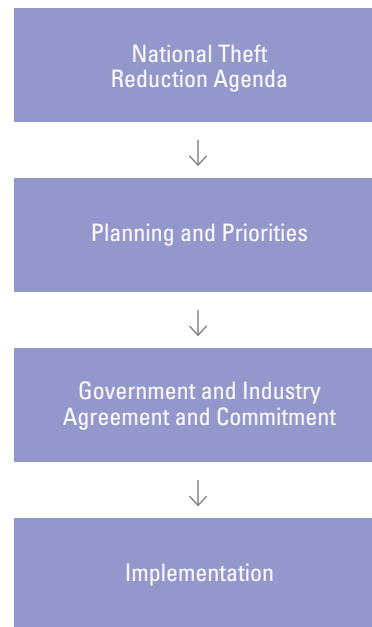 National Theft
Reduction Agenda
Planning and Priorities
Government and Industry
Agreement and Commitment
Implementation